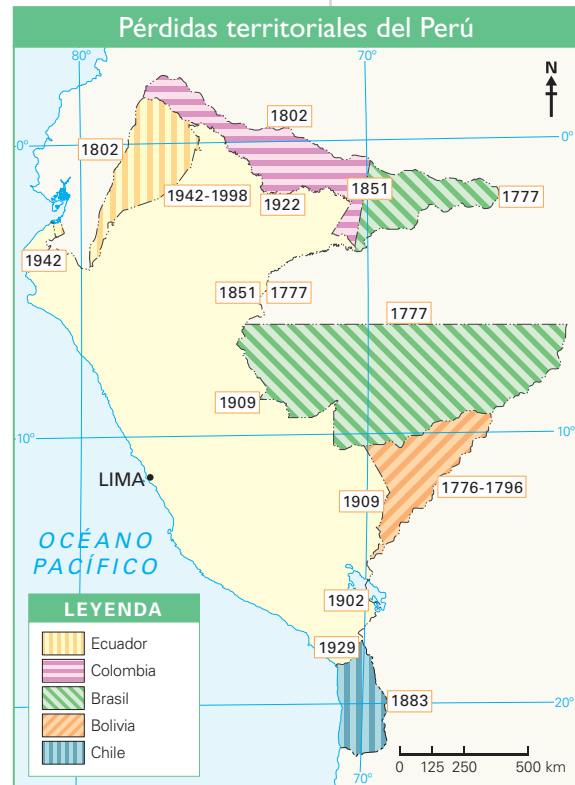 Pérdidas territoriales del Perú
80°
70°
N
1802
1802
0°
0°
1851
1777
1942-1998
1922
1942
1851
1777
1777
1909
10°
10°
LIMA
1776-1796
1909
OCÉANO
PACÍFICO
1902
LEYENDA
Ecuador
Colombia
Brasil
Bolivia
Chile
1929
1883
20°
70°
0 125 250 500 km